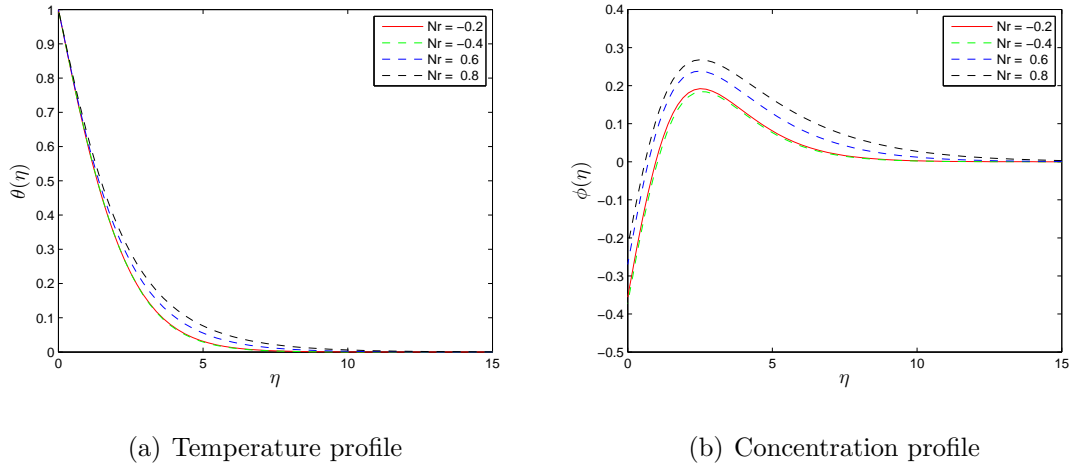 1
0.9
0.8
0.7
0.6
0.5
0.4
0.3
0.2
0.1
0
θ(η)
0 5 10 15
η
Nr = −0.2
Nr = −0.4
Nr = 0.6
Nr = 0.8
(a) Temperature profile
0.4
0.3
0.2
0.1
0
−0.1
−0.2
−0.3
−0.4
−0.5
ϕ(η)
0 5 10 15
η
Nr = −0.2
Nr = −0.4
Nr = 0.6
Nr = 0.8
(b) Concentration profile